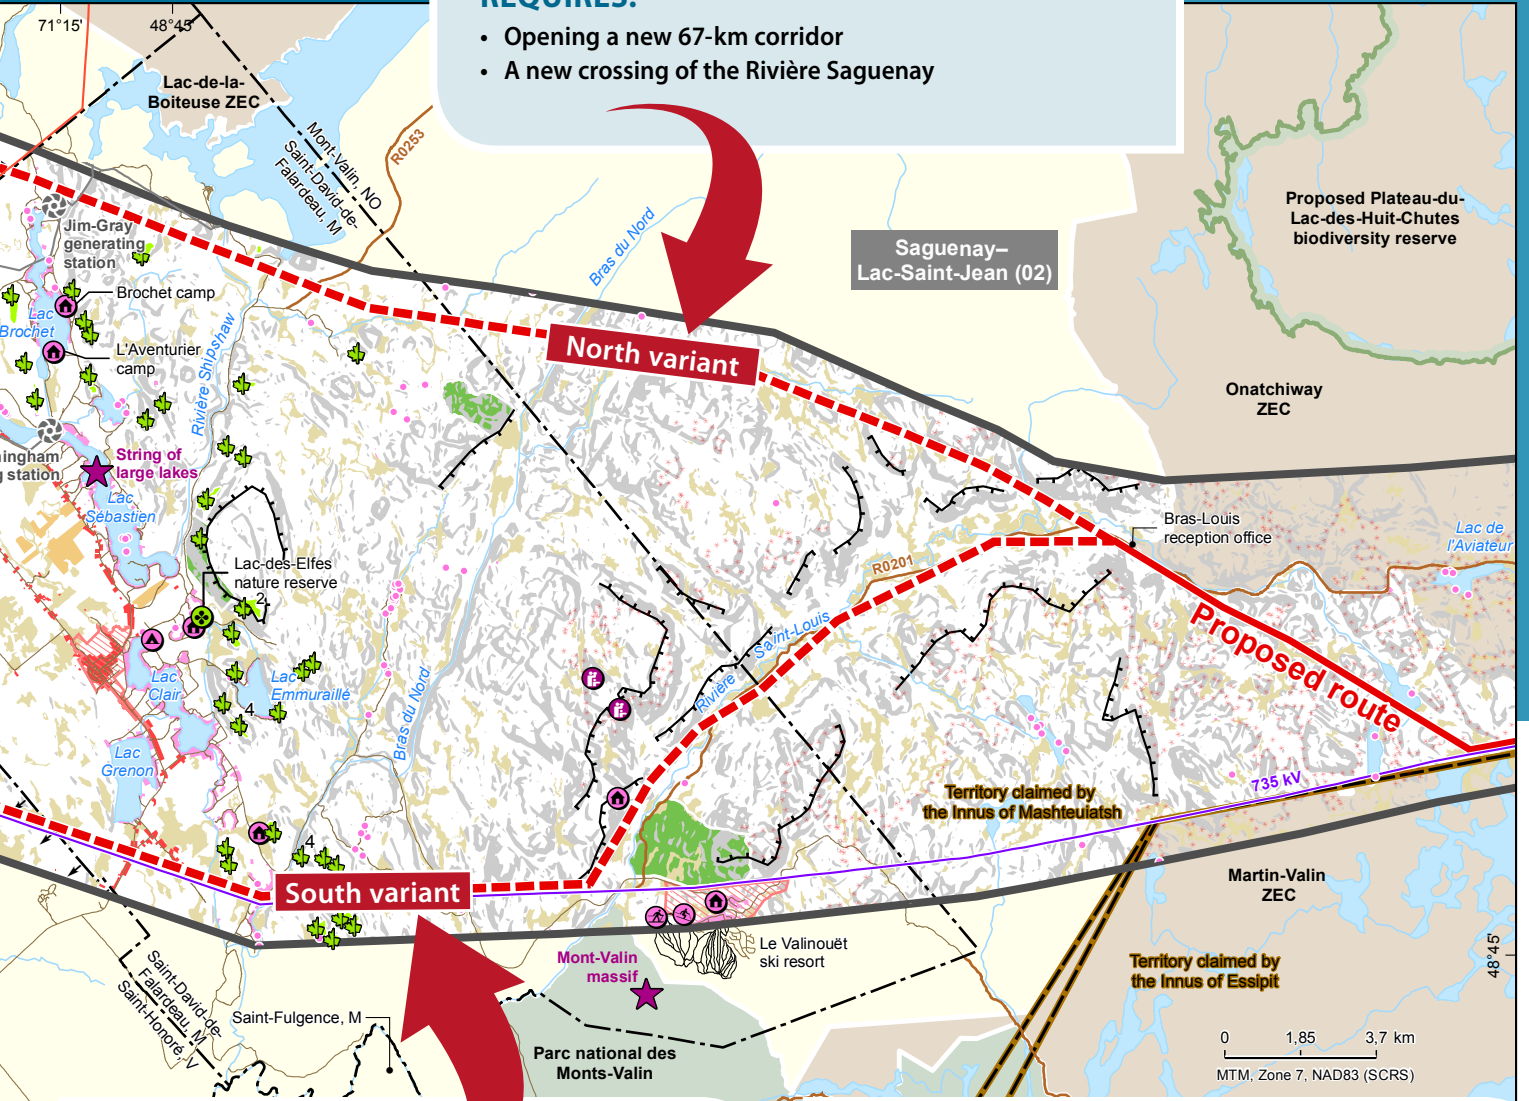 REQUIRES:
• Opening a new 67-km corridor
• A new crossing of the Rivière Saguenay
71°15'
48°45'
Lac-de-la-
Boiteuse ZEC
Mont-Valin, NO
Saint-David-de-
Falardeau, M
R0253
Bras du Nord
Saguenay–
Lac-Saint-Jean (02)
Proposed Plateau-du-
Lac-des-Huit-Chutes
biodiversity reserve
Jim-Gray
generating
station
Brochet camp
Lac
Brochet
L'Aventurier
camp
Rivière Shipshaw
North variant
Onatchiway
ZEC
ingham
station
String of
large lakes
Lac
Sébastien
Bras-Louis
reception office
Lac de
l'Aviateur
R0201
Lac-des-Elfes
nature reserve
2
Proposed route
Rivière Saint-Louis
Lac
Clair
Lac
Emmuraillé
4
Bras du Nord
Lac
Grenon
735 kV
Territory claimed by
the Innus of Mashteuiatsh
4
South variant
Martin-Valin
ZEC
Le Valinouët
ski resort
Mont-Valin
massif
Territory claimed by
the Innus of Essipit
48°45'
Saint-David-de-
Falardeau, M
Saint-Honoré, V
Saint-Fulgence, M
Parc national des
Monts-Valin
0 1,85 3,7 km
MTM, Zone 7, NAD83 (SCRS)